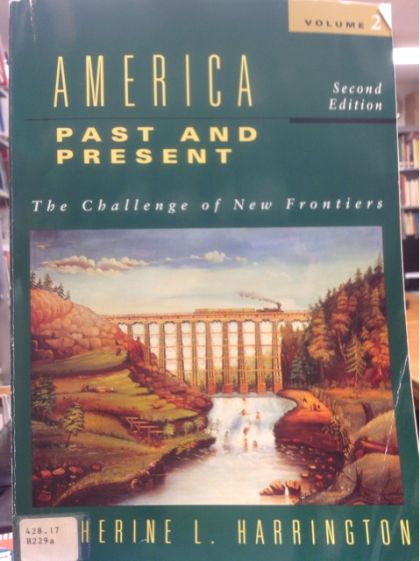 VOLUME 2
AMERICA
Second
Edition
PAST AND
PRESENT
The Challenge of New Frontiers
428.17
H229a
HERINE L. HARRINGTON